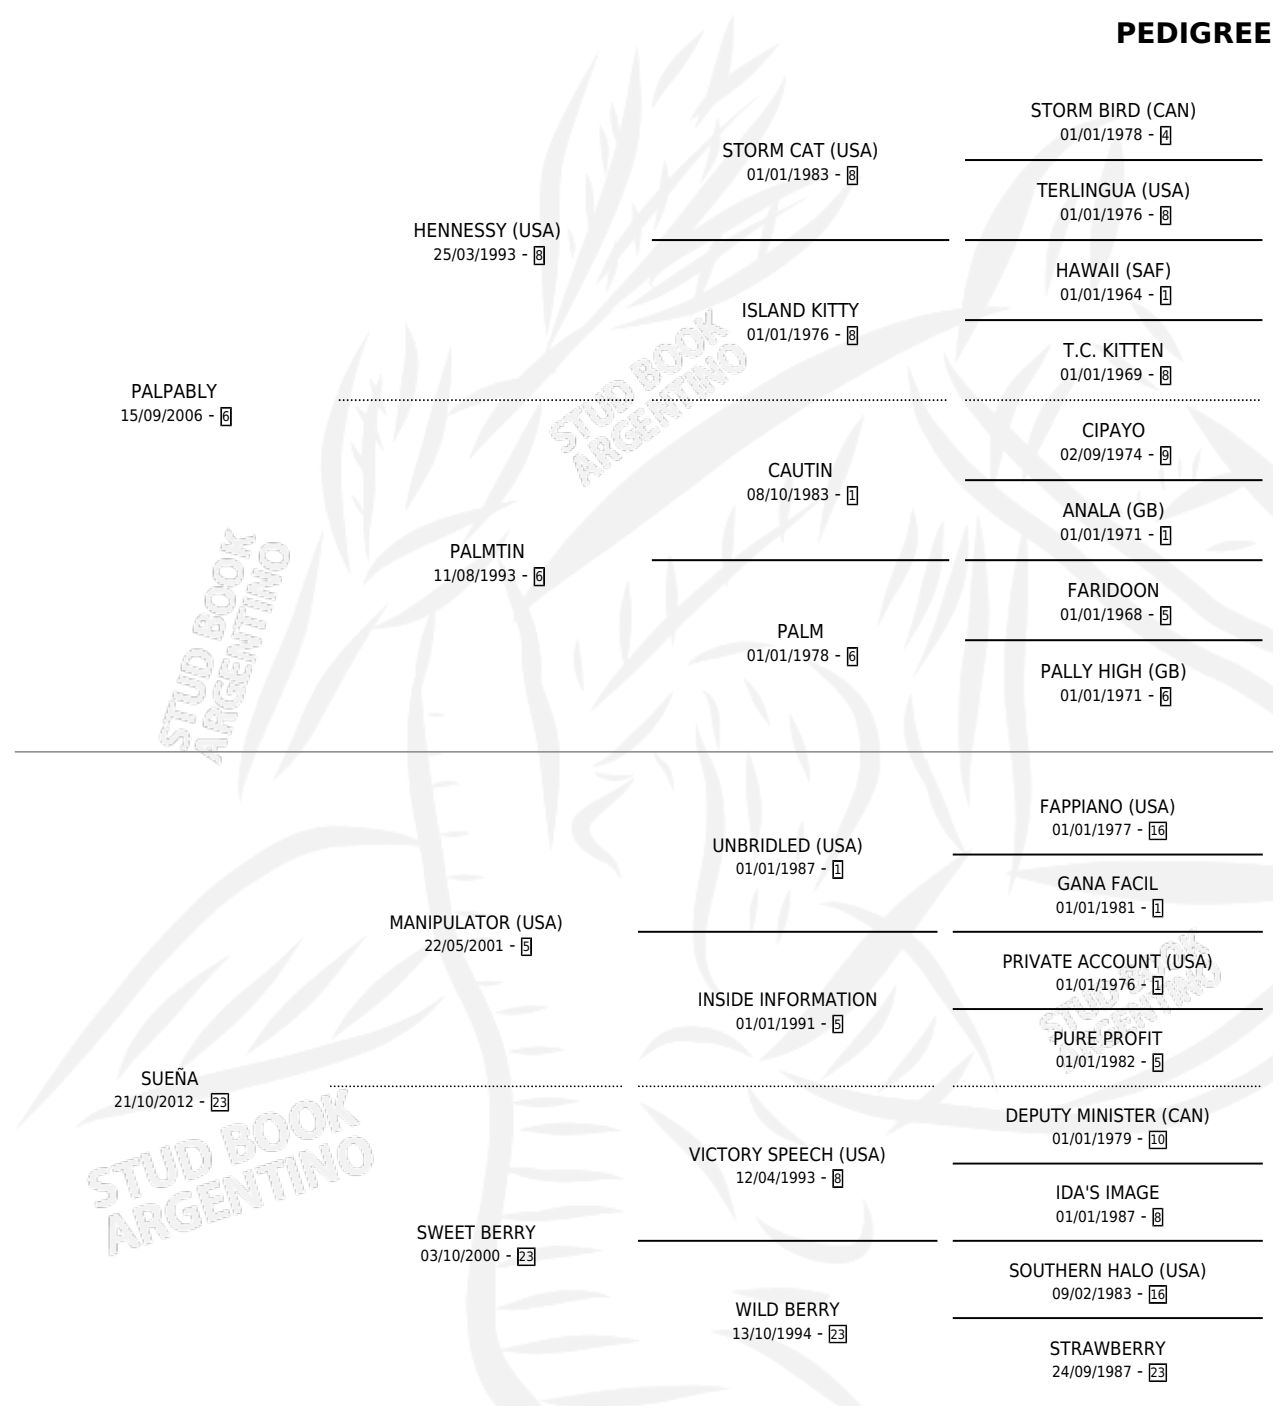 PEDIGREE
STORM BIRD (CAN)
01/01/1978 - 4
STORM CAT (USA)
01/01/1983 - 8
TERLINGUA (USA)
01/01/1976 - 8
HENNESSY (USA)
25/03/1993 - 8
HAWAII (SAF)
01/01/1964 - 1
ISLAND KITTY
01/01/1976 - 8
T.C. KITTEN
01/01/1969 - 8
PALPABLY
15/09/2006 - 6
CIPAYO
02/09/1974 - 9
CAUTIN
08/10/1983 - 1
ANALA (GB)
01/01/1971 - 1
PALMTIN
11/08/1993 - 6
FARIDOON
01/01/1968 - 5
PALM
01/01/1978 - 6
PALLY HIGH (GB)
01/01/1971 - 6
STUD BOOK
ARGENTINO
STUD BOOK
ARGENTINO
FAPPIANO (USA)
01/01/1977 - 16
UNBRIDLED (USA)
01/01/1987 - 1
GANA FACIL
01/01/1981 - 1
MANIPULATOR (USA)
22/05/2001 - 5
PRIVATE ACCOUNT (USA)
01/01/1976 - 1
INSIDE INFORMATION
01/01/1991 - 5
PURE PROFIT
01/01/1982 - 5
STUD BOOK
ARGENTINO
SUEÑA
21/10/2012 - 23
DEPUTY MINISTER (CAN)
01/01/1979 - 10
VICTORY SPEECH (USA)
12/04/1993 - 8
IDA'S IMAGE
01/01/1987 - 8
SWEET BERRY
03/10/2000 - 23
SOUTHERN HALO (USA)
09/02/1983 - 16
WILD BERRY
13/10/1994 - 23
STRAWBERRY
24/09/1987 - 23
STUD BOOK
ARGENTINO